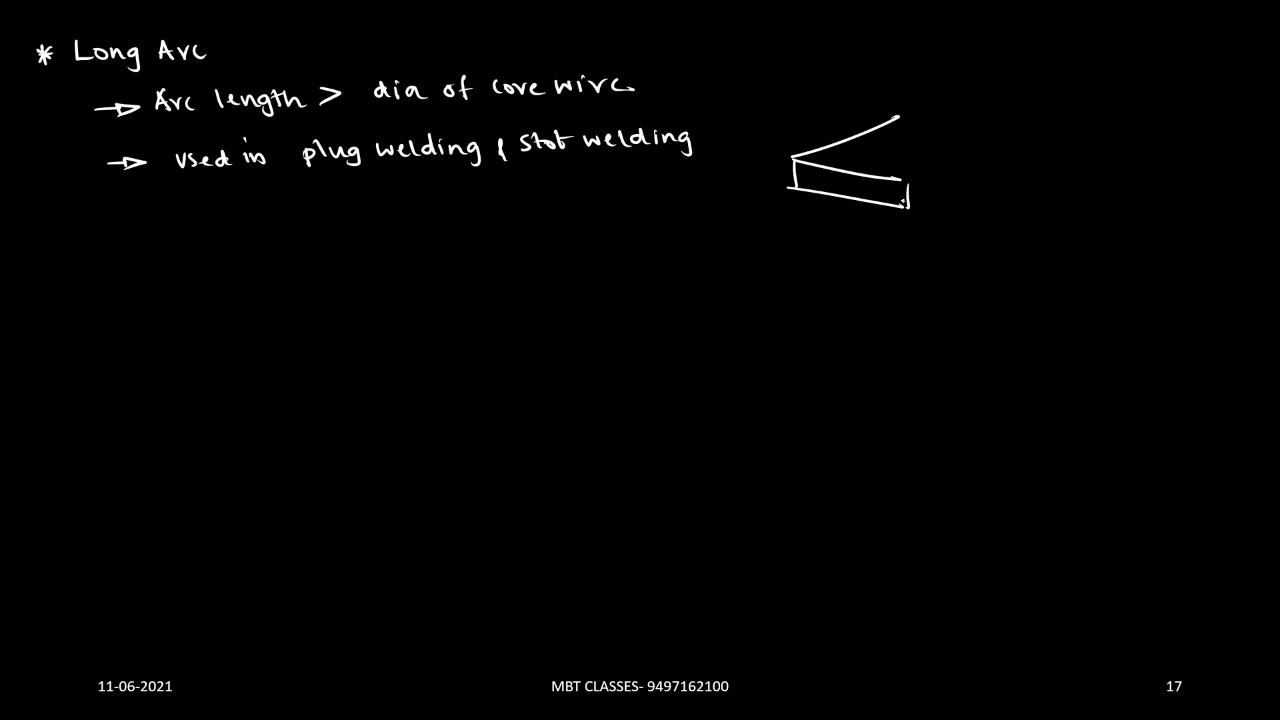 * Long Arc
→ Arc length > dia of core wire
→ used in plug welding & slot welding
11-06-2021
MBT CLASSES- 9497162100
17